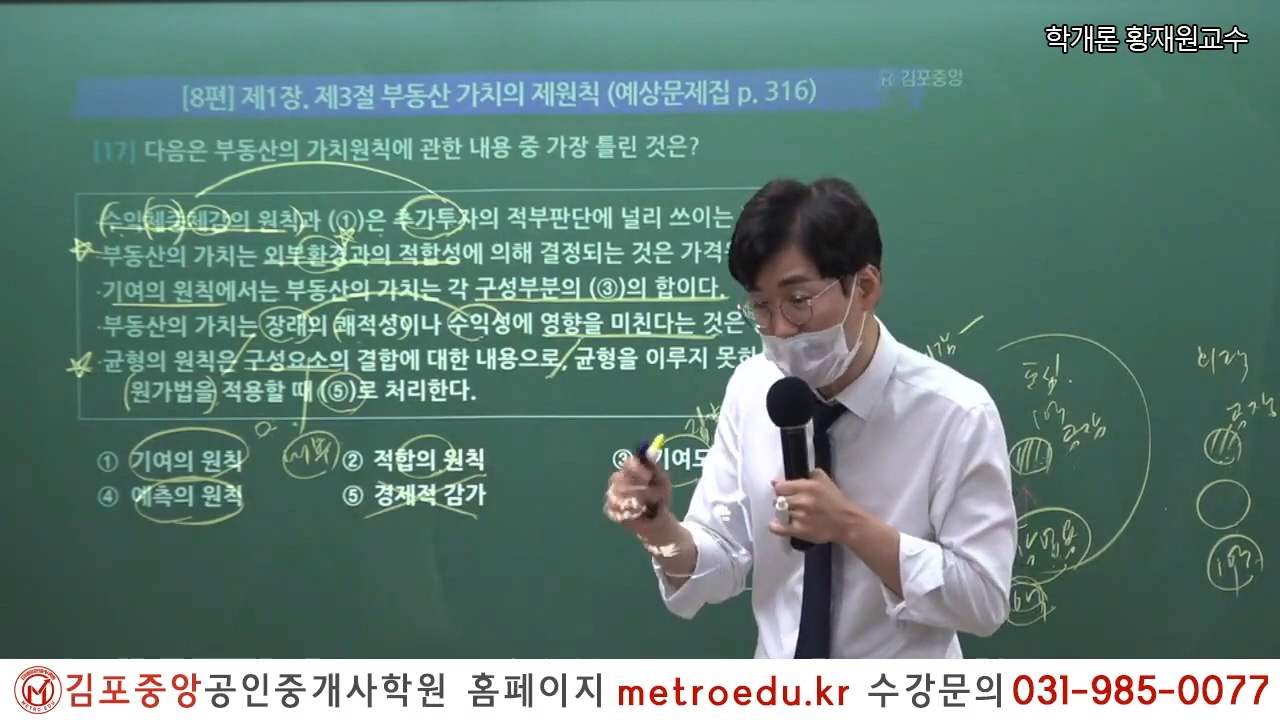 학개론 황재원교수
김포중앙
[8편] 제1장. 제3절 부동산 가치의 제원칙 (예상문제집 p. 316)
[17] 다음은 부동산의 가치원칙에 관한 내용 중 가장 틀린 것은?
·수익체증체감의 원칙과 (①)은 추가투자의 적부판단에 널리 쓰이는
·부동산의 가치는 외부환경과의 적합성에 의해 결정되는 것은 가격
·기여의 원칙에서는 부동산의 가치는 각 구성부분의 (③)의 합이다.
·부동산의 가치는 장래의 쾌적성이나 수익성에 영향을 미친다는 것은
·균형의 원칙은 구성요소의 결합에 대한 내용으로, 균형을 이루지 못하
원가법을 적용할 때 (⑤)로 처리한다.
① 기여의 원칙 ② 적합의 원칙 ③ 기여도
④ 예측의 원칙 ⑤ 경제적 감가
내부
도심.
공장
공장
상업용
METRO EDU
김포중앙공인중개사학원 홈페이지 metroedu.kr 수강문의 031-985-0077